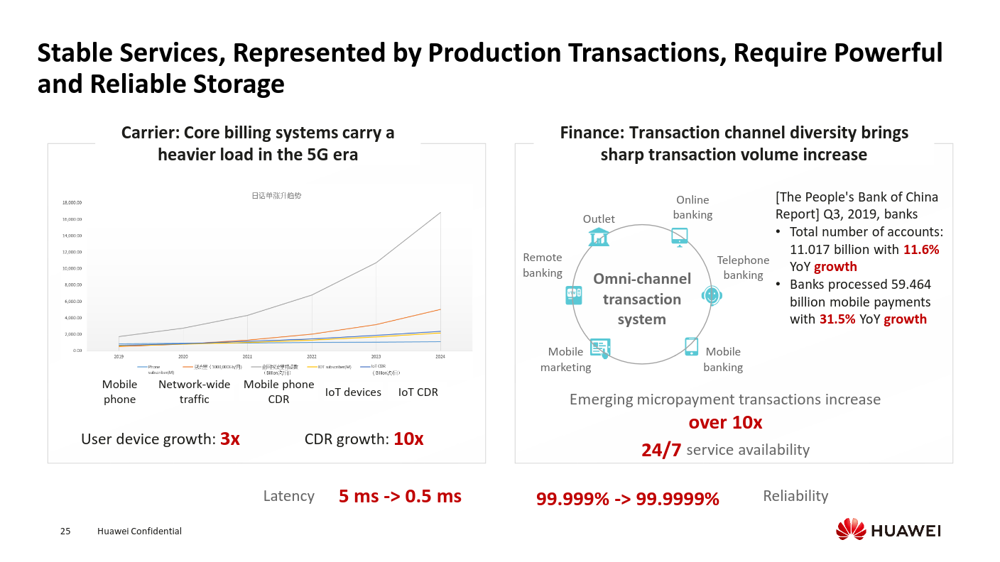 Stable Services, Represented by Production Transactions, Require Powerful
and Reliable Storage
Carrier: Core billing systems carry a
heavier load in the 5G era
日话单涨升趋势
18,000.00
16,000.00
14,000.00
12,000.00
10,000.00
8,000.00
6,000.00
4,000.00
2,000.00
0.00
2019
2020
2021
2022
2023
2024
Phone
subscriber(M)
IOT subscriber(M)
IoT CDR
Mobile
phone
Network-wide
traffic
Mobile phone
CDR
IoT devices
IoT CDR
User device growth: 3x
CDR growth: 10x
Finance: Transaction channel diversity brings
sharp transaction volume increase
Outlet
Online
banking
Remote
banking
Telephone
banking
VTM
Omni-channel
transaction
system
Mobile
marketing
Mobile
banking
[The People's Bank of China
Report] Q3, 2019, banks
• Total number of accounts:
11.017 billion with 11.6%
YoY growth
• Banks processed 59.464
billion mobile payments
with 31.5% YoY growth
Emerging micropayment transactions increase
over 10x
24/7 service availability
Latency
5 ms -> 0.5 ms
99.999% -> 99.9999%
Reliability
25
Huawei Confidential
HUAWEI